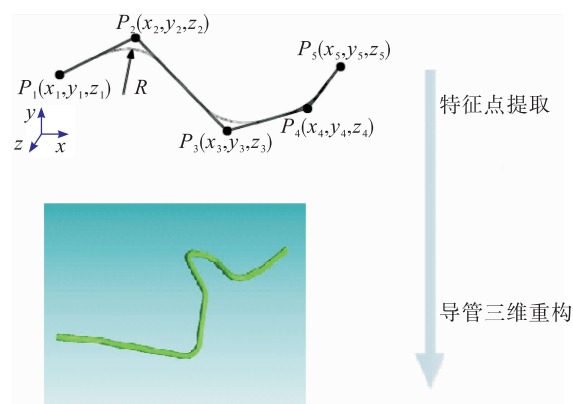 P2(x2,y2,z2)
P5(x5,y5,z5)
P1(x1,y1,z1)
R
特征点提取
P4(x4,y4,z4)
P3(x3,y3,z3)
y
z
x
导管三维重构